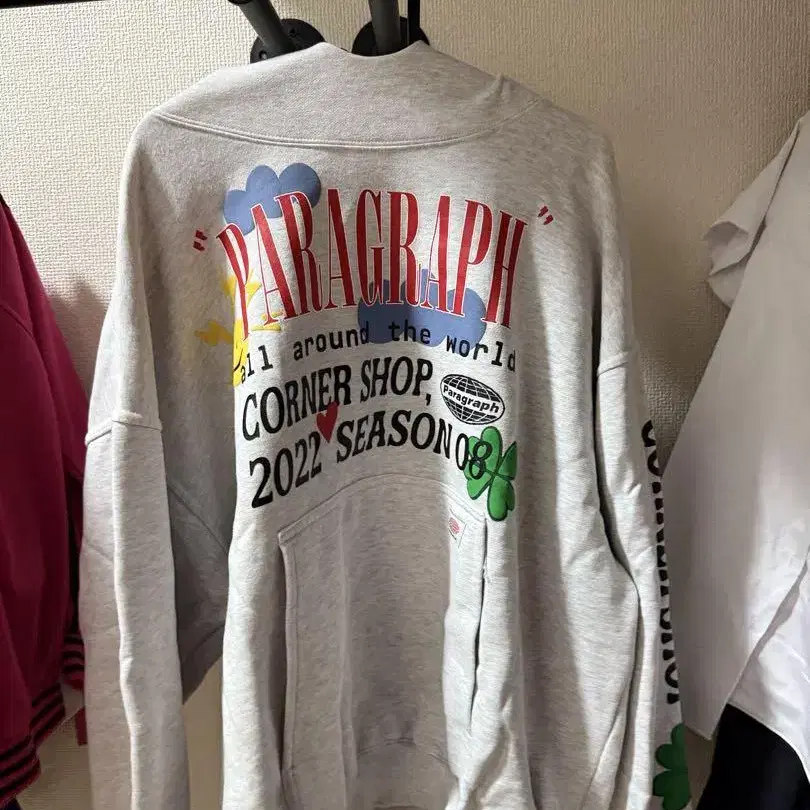 "PARAGRAPH"
all around the world
CORNER SHOP,
Paragraph
2022 SEASON 08